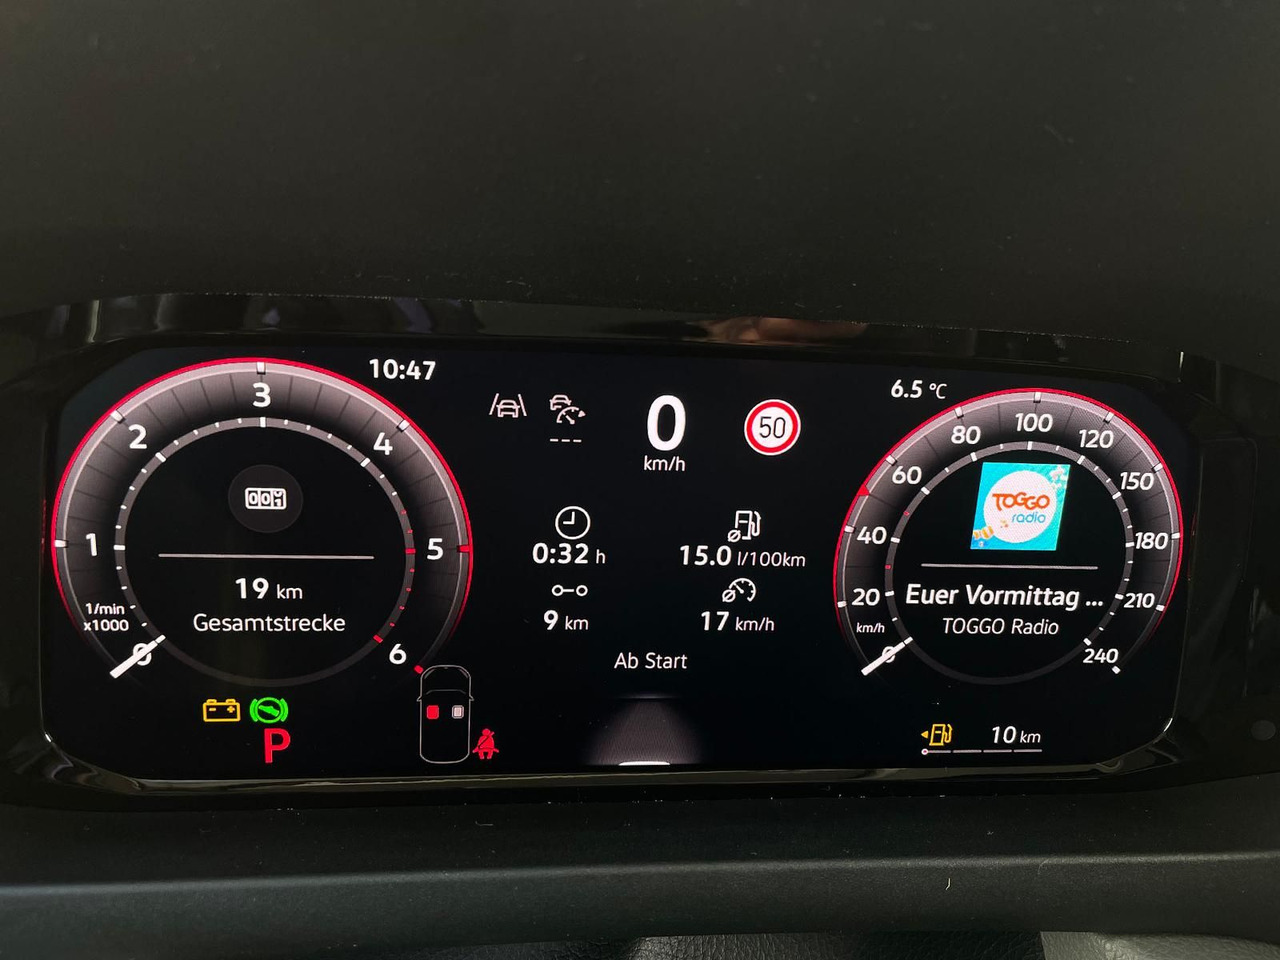 10:47
0
1
2
3
4
5
6
1/min
x1000
19 km
Gesamtstrecke
P
---
0
km/h
50
0:32 h
15.0 l/100km
9 km
17 km/h
Ab Start
6.5 °C
0
20
40
60
80
100
120
150
180
210
240
km/h
TOGGO
radio
Euer Vormittag ...
TOGGO Radio
10 km